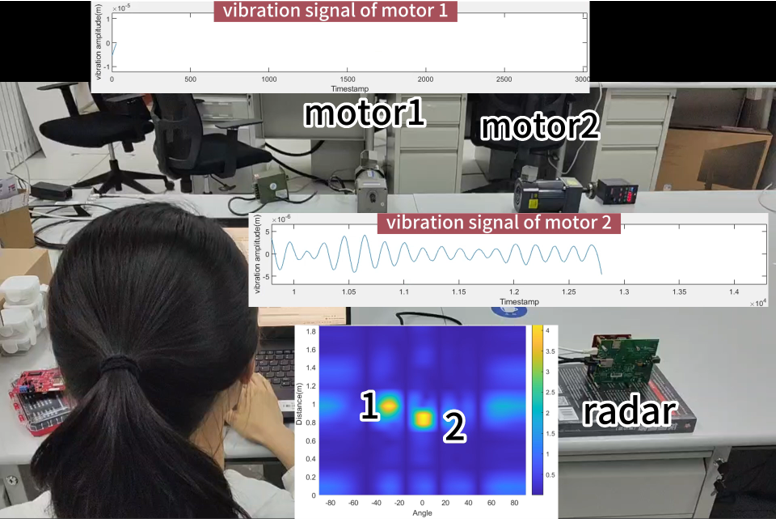 vibration signal of motor 1
×10⁻⁵
vibration amplitude(m)
1
0
-1
0 500 1000 1500 2000 2500 3000
Timestamp
motor1
motor2
vibration signal of motor 2
×10⁻⁶
vibration amplitude(m)
5
0
-5
1 1.05 1.1 1.15 1.2 1.25 1.3 1.35 1.4
Timestamp
×10⁴
Distance(m)
1.8
1.6
1.4
1.2
1
0.8
0.6
0.4
0.2
0
-80 -60 -40 -20 0 20 40 60 80
Angle
4
3.5
3
2.5
2
1.5
1
0.5
1
2
radar